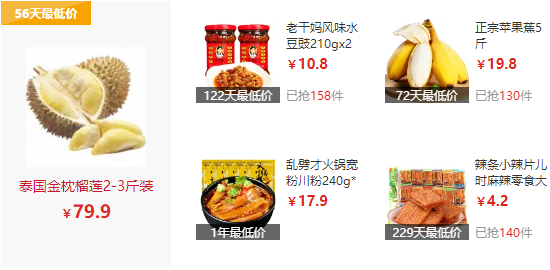 56天最低价
泰国金枕榴莲2-3斤装
￥79.9
老干妈风味水
豆豉210gx2
￥10.8
122天最低价
已抢158件
正宗苹果蕉5
斤
￥19.8
72天最低价
已抢130件
乱劈才火锅宽
粉川粉240g*
￥17.9
1年最低价
辣条小辣片儿
时麻辣零食大
￥4.2
229天最低价
已抢140件